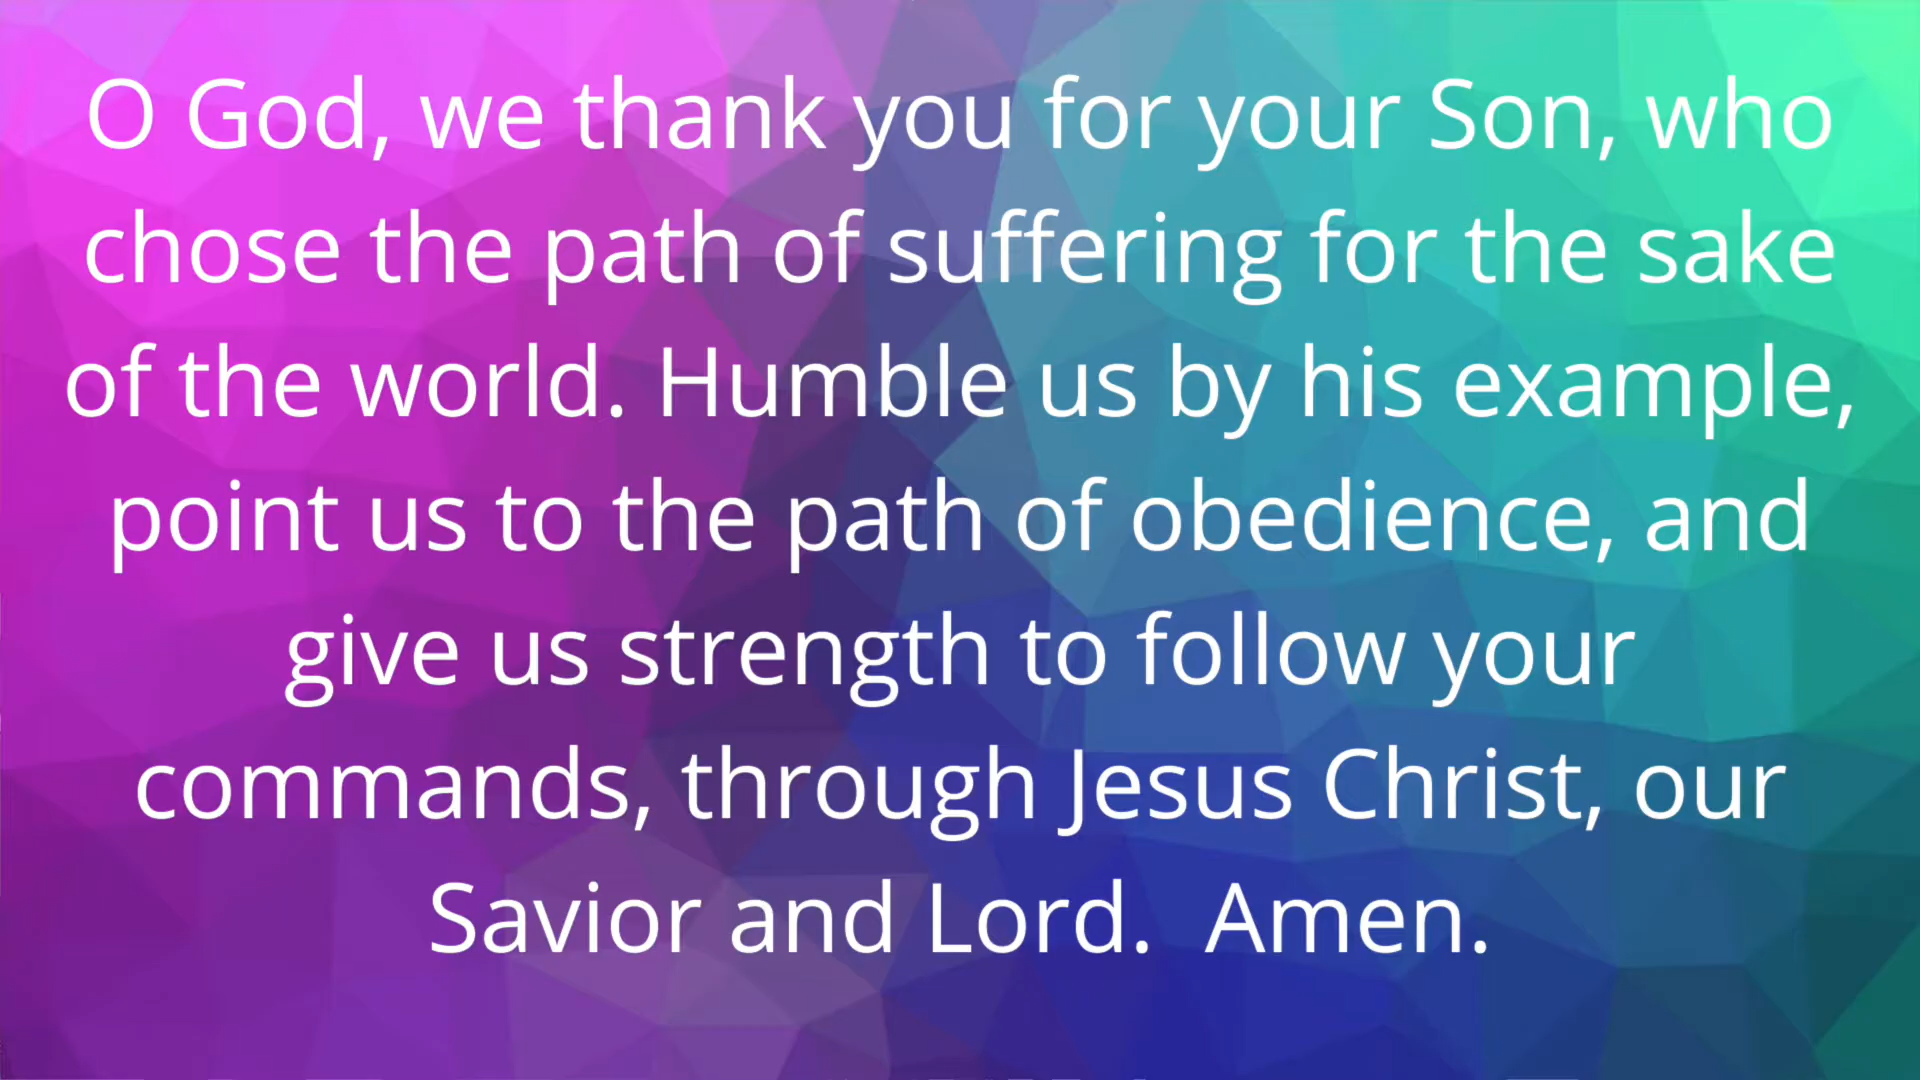 O God, we thank you for your Son, who
chose the path of suffering for the sake
of the world. Humble us by his example,
point us to the path of obedience, and
give us strength to follow your
commands, through Jesus Christ, our
Savior and Lord.  Amen.